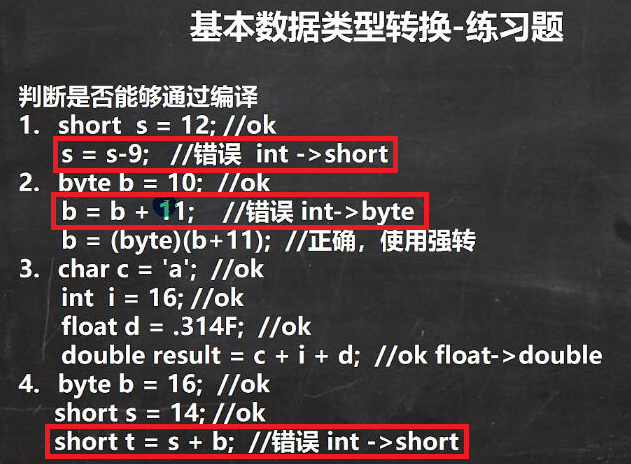 基本数据类型转换-练习题
判断是否能够通过编译
1. short s = 12; //ok
s = s-9; //错误 int ->short
2. byte b = 10; //ok
b = b + 11; //错误 int->byte
b = (byte)(b+11); //正确，使用强转
3. char c = 'a'; //ok
int i = 16; //ok
float d = .314F; //ok
double result = c + i + d; //ok float->double
4. byte b = 16; //ok
short s = 14; //ok
short t = s + b; //错误 int ->short